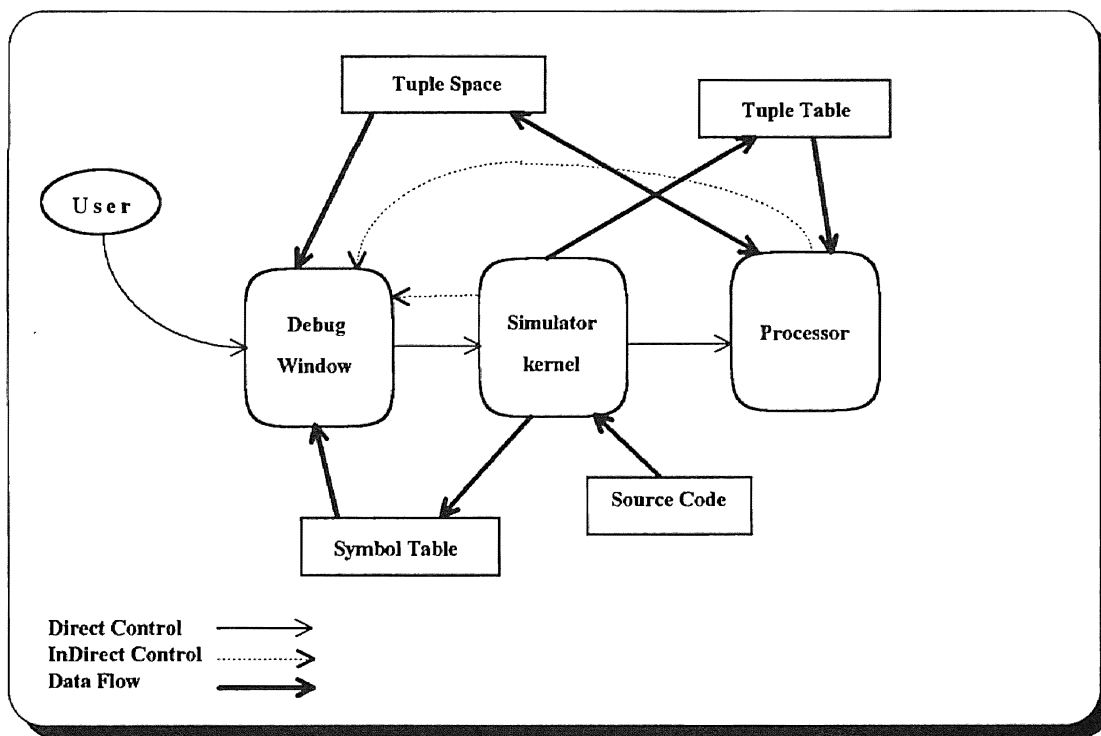 Tuple Space
Tuple Table
User
Debug
Window
Simulator
kernel
Processor
Source Code
Symbol Table
Direct Control
InDirect Control
Data Flow